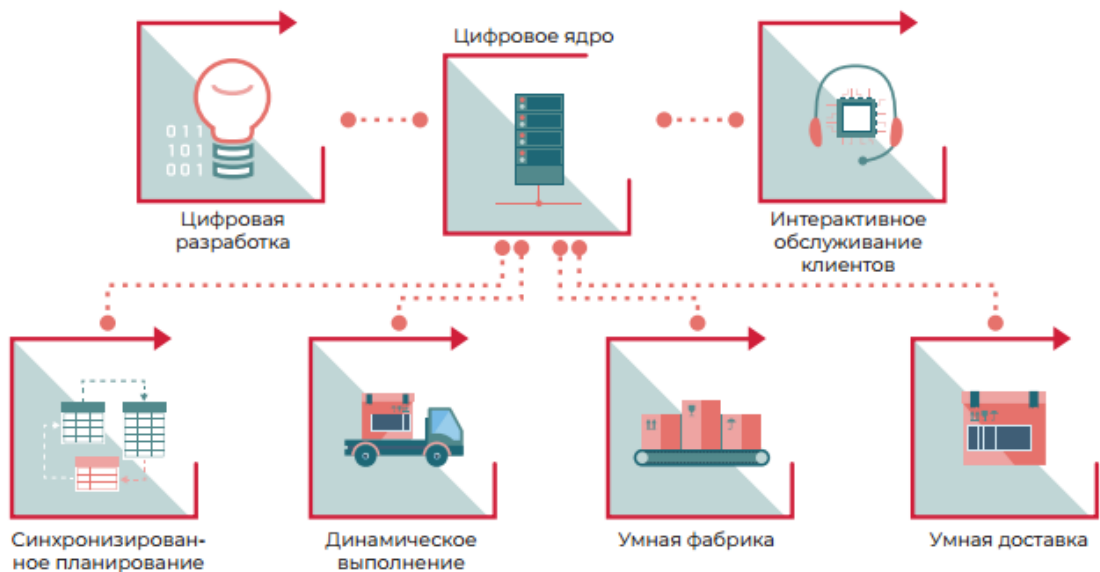 Цифровое ядро
011
101
001
Цифровая
разработка
Интерактивное
обслуживание
клиентов
Синхронизирован-
ное планирование
Динамическое
выполнение
Умная фабрика
Умная доставка